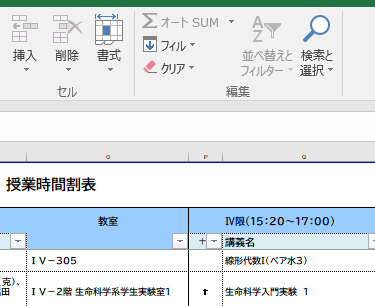 Σ オート SUM
フィル
クリア
挿入
削除
書式
並べ替えと
フィルター
検索と
選択
セル
編集
O
P
Q
授業時間割表
教室
Ⅳ限(15:20～17:00)
講義名
ⅠⅤ－305
線形代数Ⅰ(ペア水3)
ⅠⅤ－2階 生命科学系学生実験室1
生命科学入門実験 1